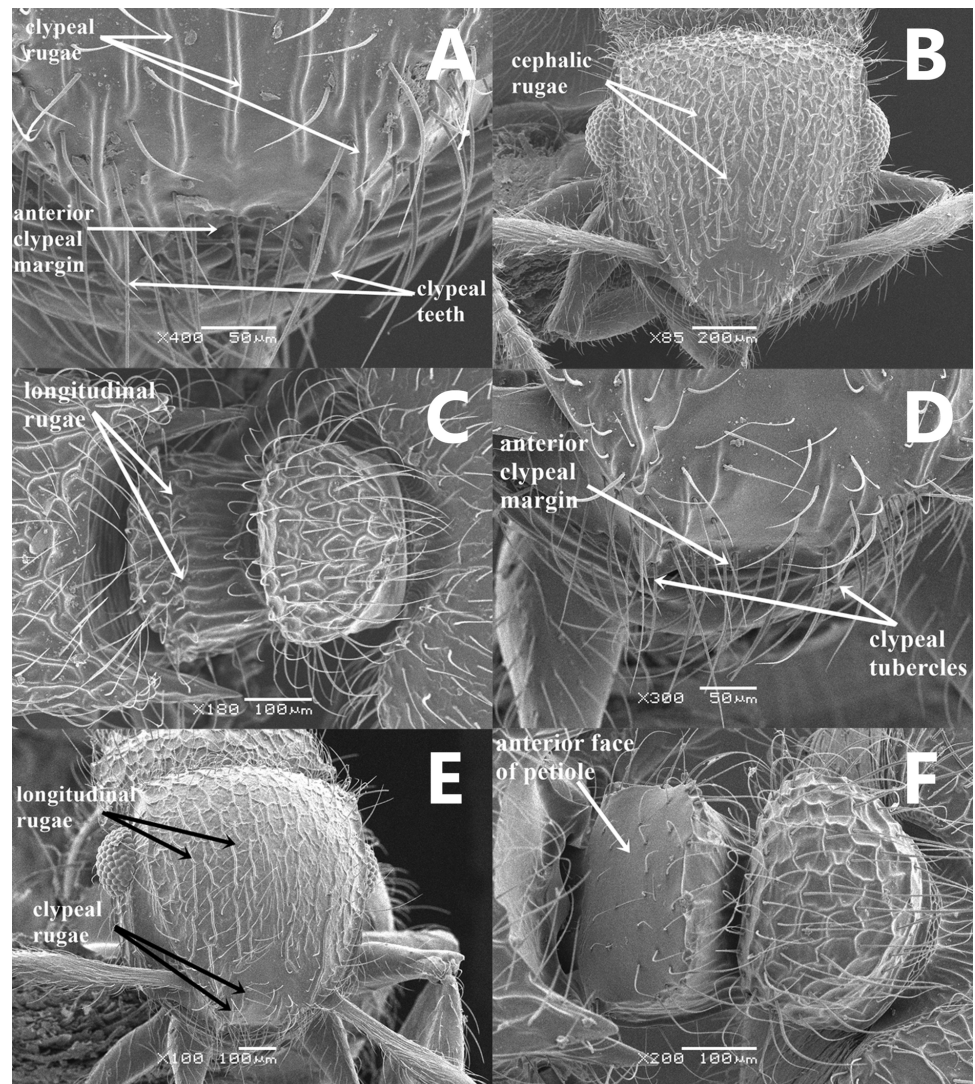 clypeal
rugae
A
anterior
clypeal
margin
clypeal
teeth
X400 50µm
cephalic
rugae
B
X85 200µm
longitudinal
rugae
C
X180 100µm
anterior
clypeal
margin
D
clypeal
tubercles
X300 50µm
longitudinal
rugae
E
clypeal
rugae
X100 100µm
anterior face
of petiole
F
X200 100µm